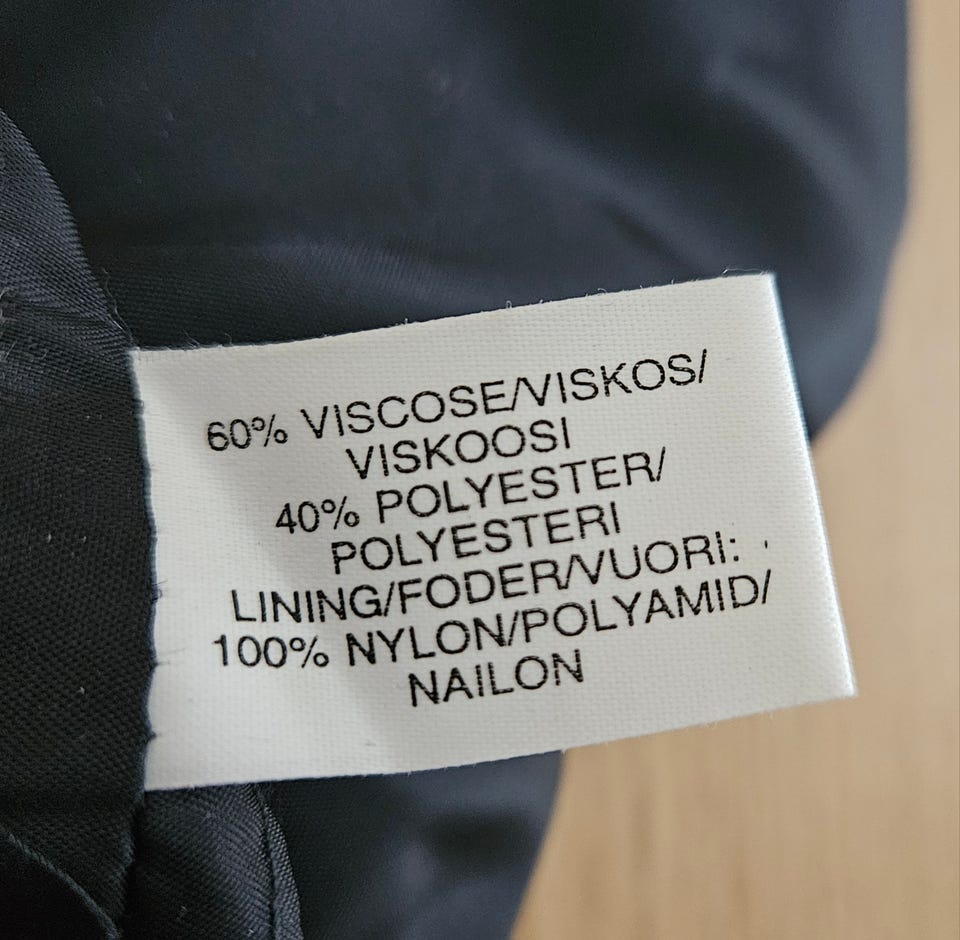 60% VISCOSE/VISKOS/
VISKOOSI
40% POLYESTER/
POLYESTERI
LINING/FODER/VUORI:
100% NYLON/POLYAMID/
NAILON